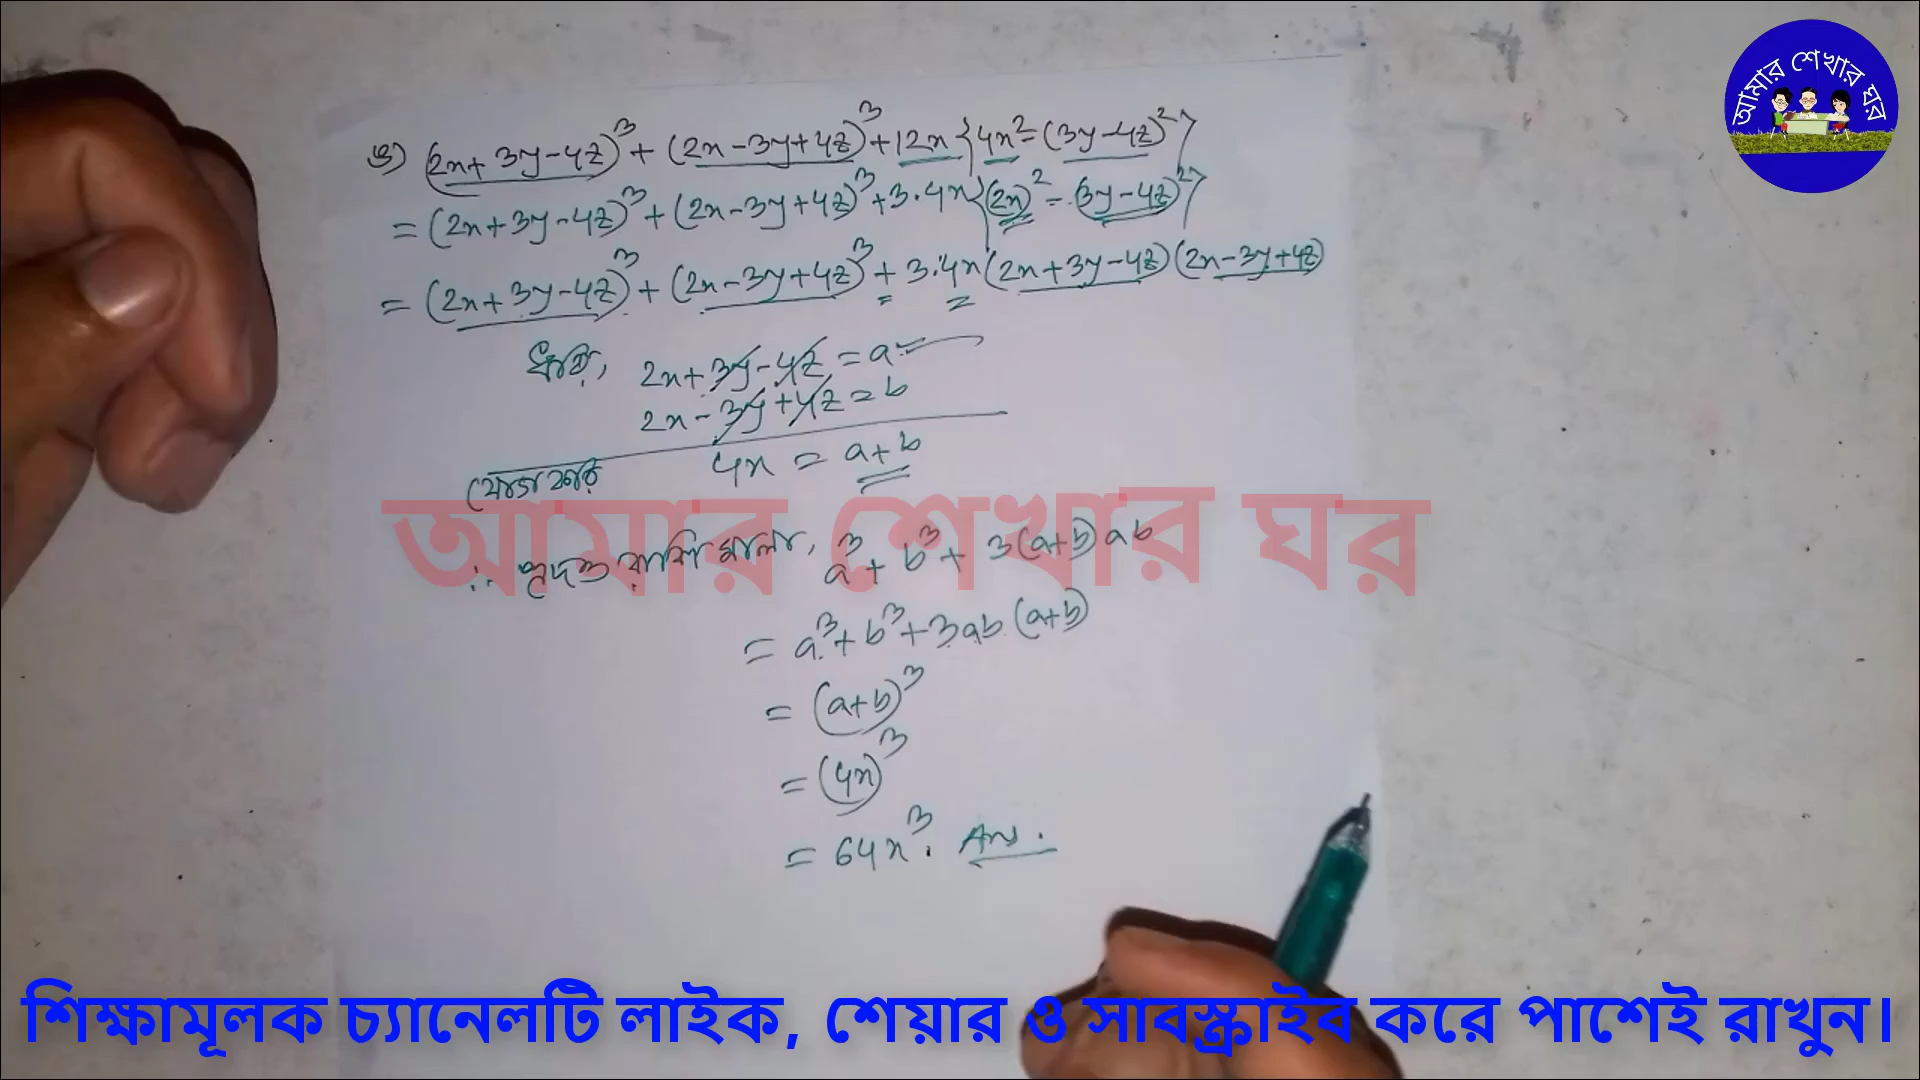 আমার শেখার ঘর
ঙ) (2x+3y-4z)³+(2x-3y+4z)³+12x{4x²-(3y-4z)²}
=(2x+3y-4z)³+(2x-3y+4z)³+3.4x{(2x)²-(3y-4z)²}
=(2x+3y-4z)³+(2x-3y+4z)³+3.4x(2x+3y-4z)(2x-3y+4z)
ধরি, 2x+3y-4z=a
2x-3y+4z=b
যোগ করি 4x=a+b
আমার শেখার ঘর
∴ প্রদত্ত রাশিমালা, a³+b³+3(a+b)ab
=a³+b³+3ab(a+b)
=(a+b)³
=(4x)³
=64x³. Ans.
শিক্ষামূলক চ্যানেলটি লাইক, শেয়ার ও সাবস্ক্রাইব করে পাশেই রাখুন।